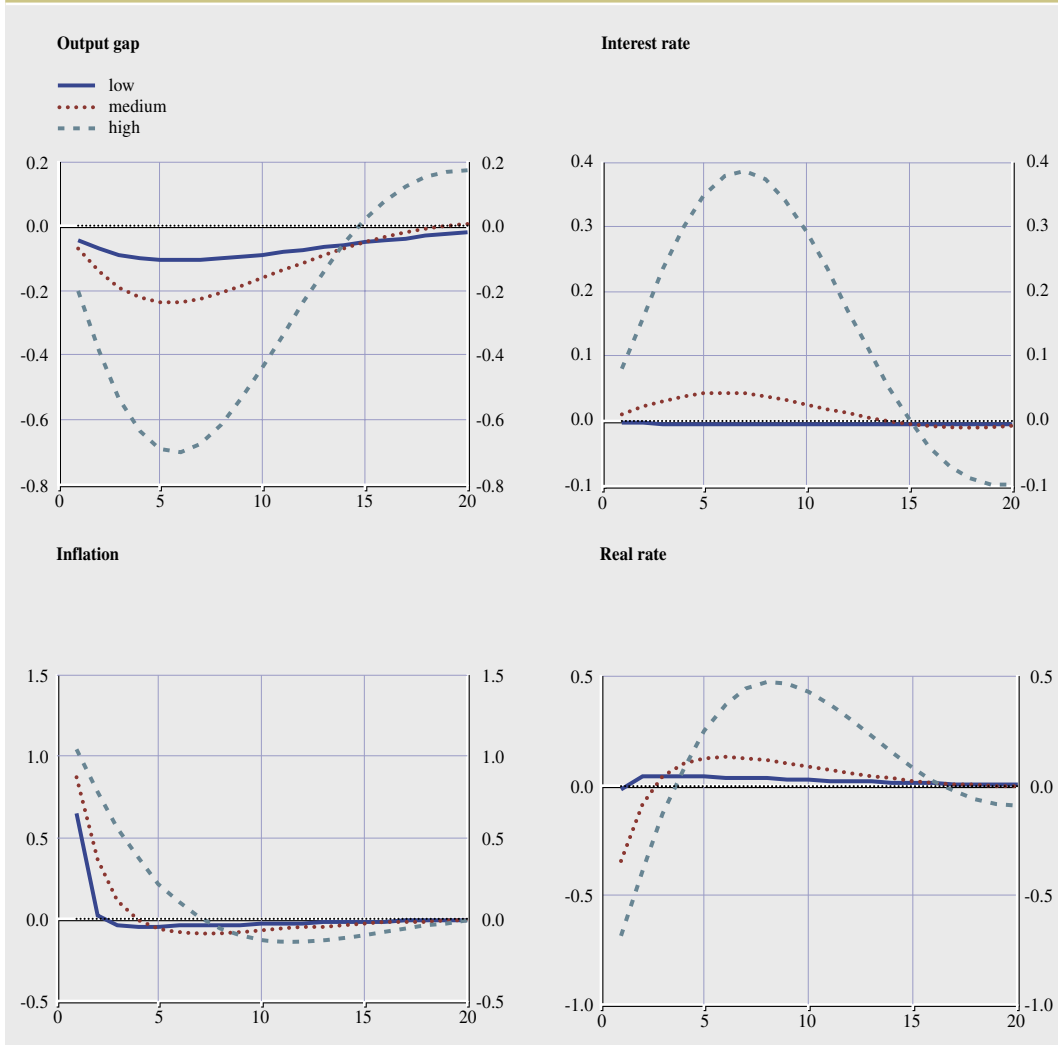 Output gap
Interest rate
low
medium
high
0.2 0.2 0.4 0.4
0.0 0.0 0.3 0.3
-0.2 -0.2 0.2 0.2
-0.4 -0.4 0.1 0.1
-0.6 -0.6 0.0 0.0
-0.8 -0.8 -0.1 -0.1
0 5 10 15 20 0 5 10 15 20
Inflation
Real rate
1.5 1.5 0.5 0.5
1.0 1.0 0.0 0.0
0.5 0.5 -0.5 -0.5
0.0 0.0 -1.0 -1.0
-0.5 -0.5
0 5 10 15 20 0 5 10 15 20